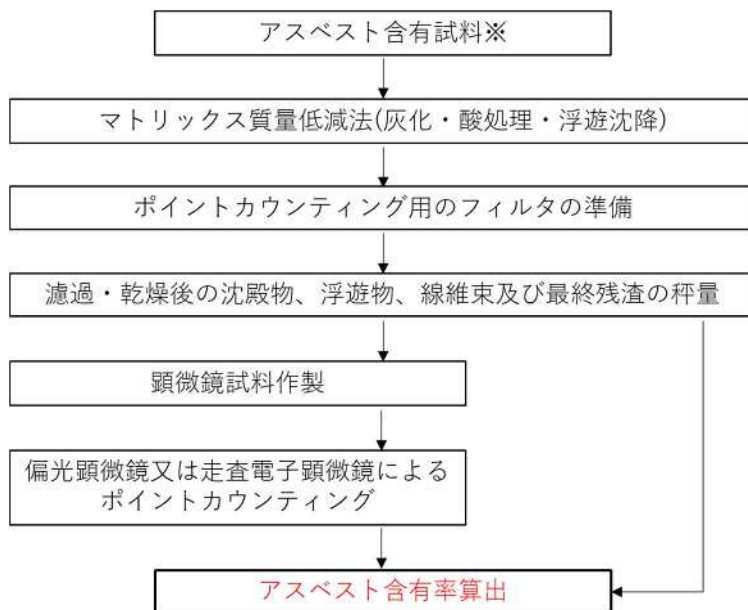 アスベスト含有試料※
マトリックス質量低減法(灰化・酸処理・浮遊沈降)
ポイントカウンティング用のフィルタの準備
濾過・乾燥後の沈殿物、浮遊物、線維束及び最終残渣の秤量
顕微鏡試料作製
偏光顕微鏡又は走査電子顕微鏡による
ポイントカウンティング
アスベスト含有率算出